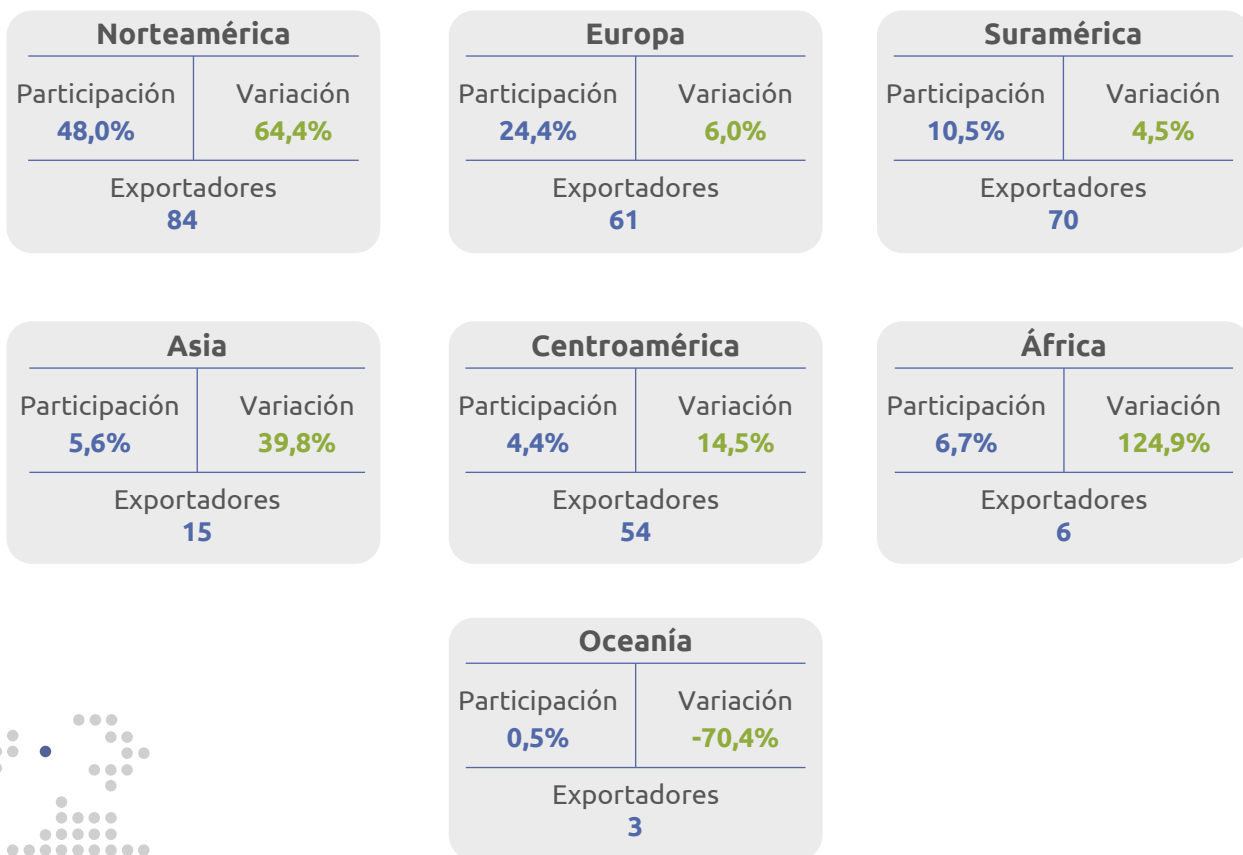 Norteamérica
Participación Variación
48,0% 64,4%
Exportadores
84
Europa
Participación Variación
24,4% 6,0%
Exportadores
61
Suramérica
Participación Variación
10,5% 4,5%
Exportadores
70
Asia
Participación Variación
5,6% 39,8%
Exportadores
15
Centroamérica
Participación Variación
4,4% 14,5%
Exportadores
54
África
Participación Variación
6,7% 124,9%
Exportadores
6
Oceanía
Participación Variación
0,5% -70,4%
Exportadores
3